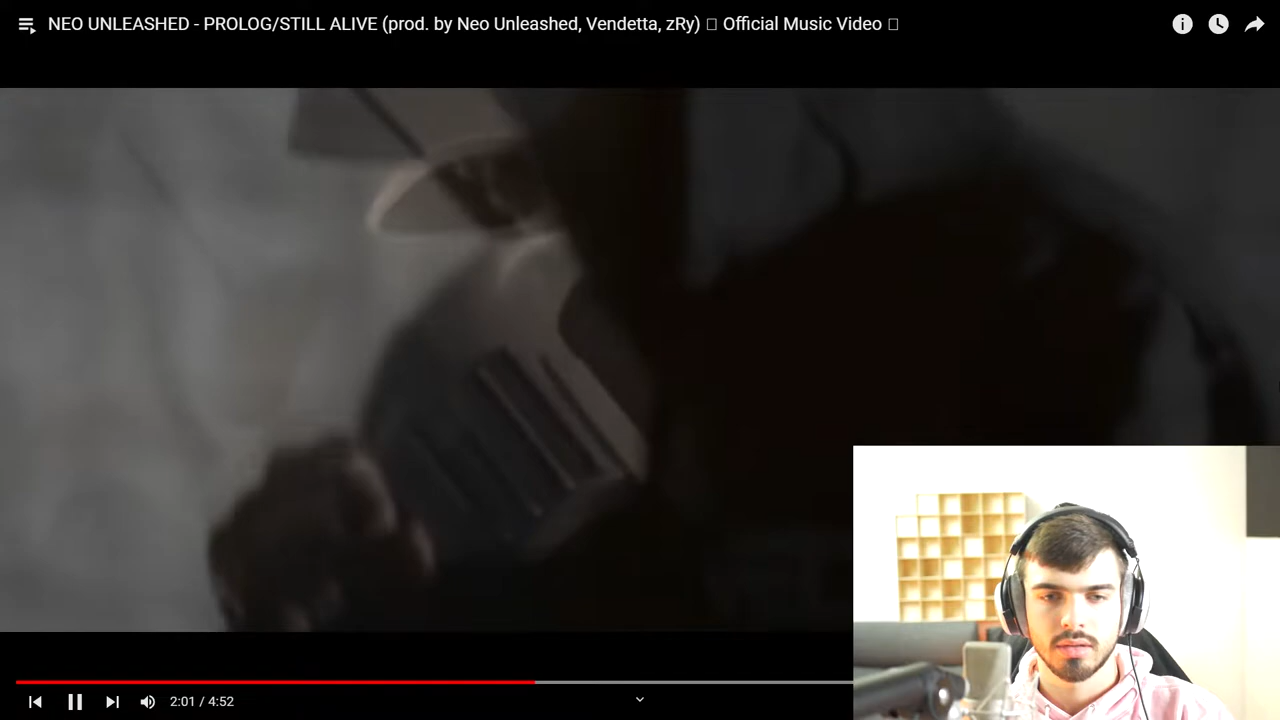 NEO UNLEASHED - PROLOG/STILL ALIVE (prod. by Neo Unleashed, Vendetta, zRy) ▯ Official Music Video ▯
2:01 / 4:52